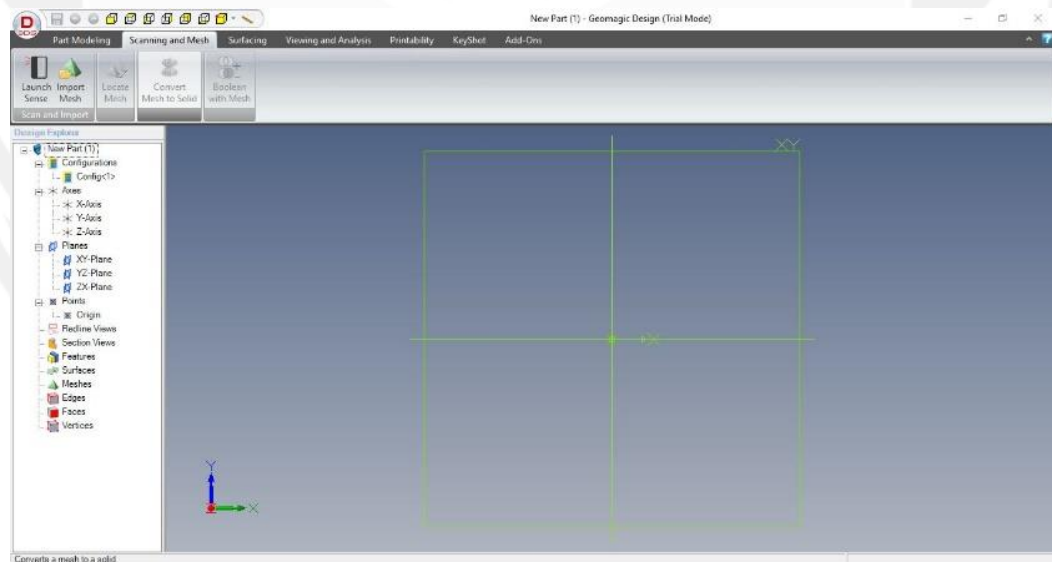 New Part (1) - Geomagic Design (Trial Mode)
Part Modeling Scanning and Mesh Surfacing Viewing and Analysis Printability KeyShot Add-Ons
Launch Sense
Import Mesh
Locate Mesh
Convert Mesh to Solid
Boolean with Mesh
Scan and Import
Design Explorer
New Part (1)
Configurations
Config<1>
Axes
X-Axis
Y-Axis
Z-Axis
Planes
XY-Plane
YZ-Plane
ZX-Plane
Points
Origin
Redline Views
Section Views
Features
Surfaces
Meshes
Edges
Faces
Vertices
XY
X
Y
X
Converts a mesh to a solid